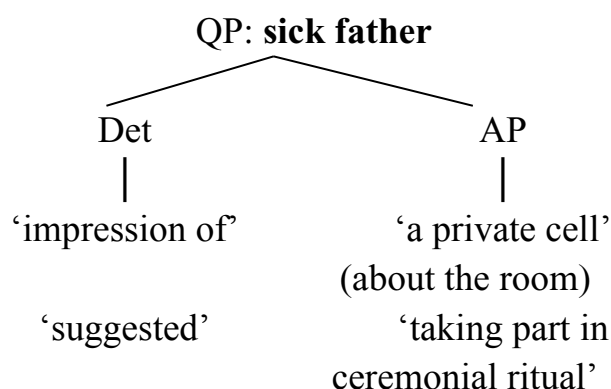 QP: sick father
Det AP
‘impression of’ ‘a private cell’
(about the room)
‘suggested’ ‘taking part in
ceremonial ritual’